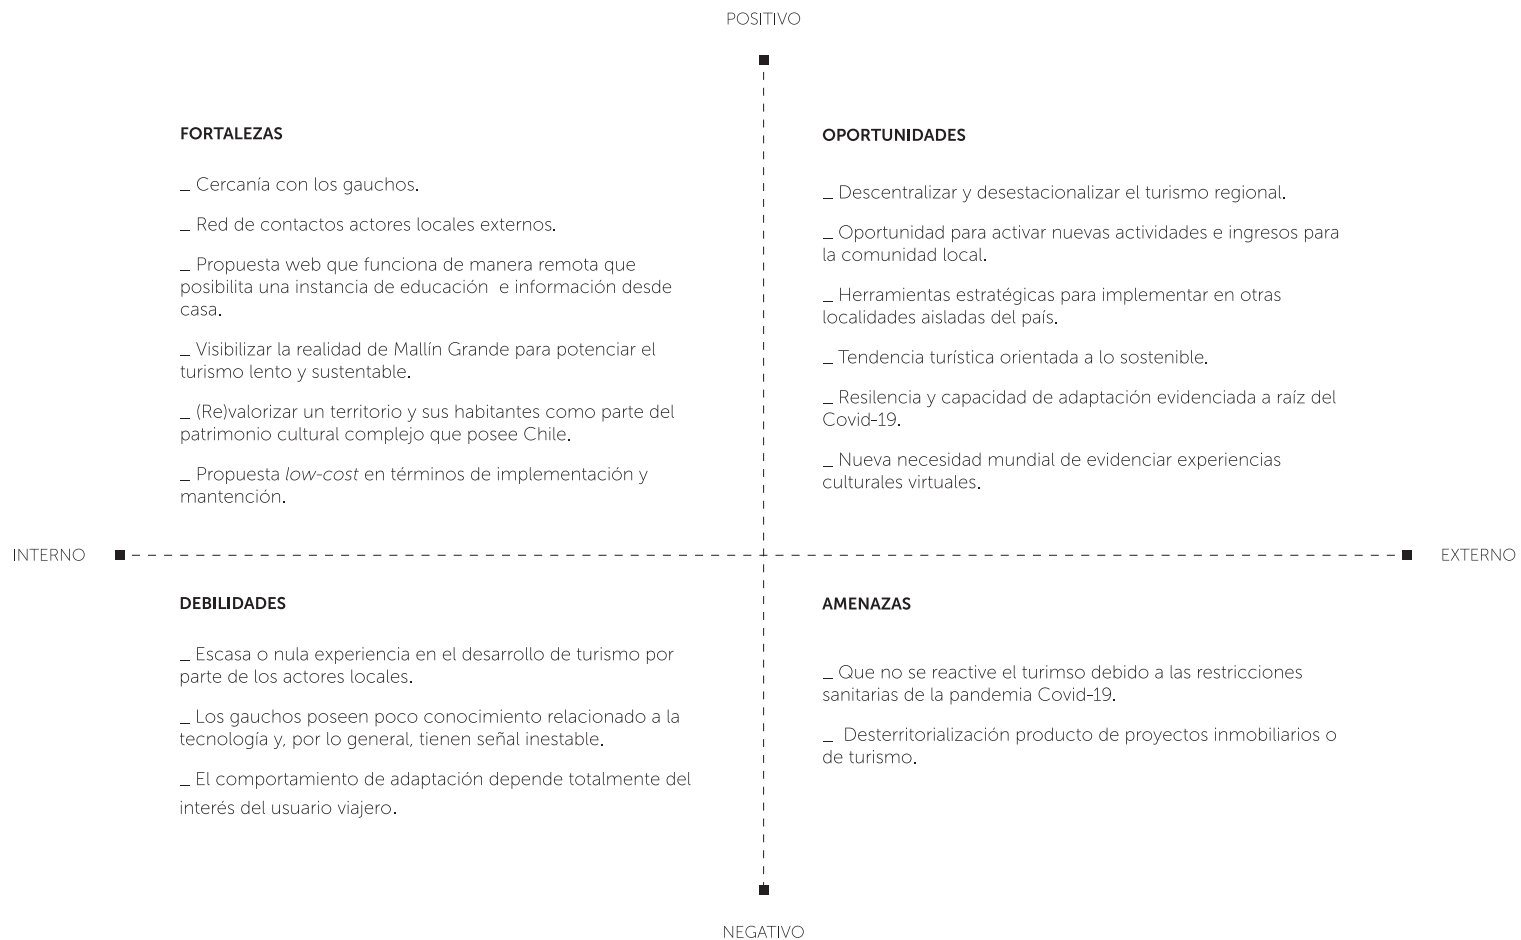 POSITIVO
FORTALEZAS
_ Cercanía con los gauchos.
_ Red de contactos actores locales externos.
_ Propuesta web que funciona de manera remota que
posibilita una instancia de educación e información desde
casa.
_ Visibilizar la realidad de Mallín Grande para potenciar el
turismo lento y sustentable.
_ (Re)valorizar un territorio y sus habitantes como parte del
patrimonio cultural complejo que posee Chile.
_ Propuesta low-cost en términos de implementación y
mantención.
OPORTUNIDADES
_ Descentralizar y desestacionalizar el turismo regional.
_ Oportunidad para activar nuevas actividades e ingresos para
la comunidad local.
_ Herramientas estratégicas para implementar en otras
localidades aisladas del país.
_ Tendencia turística orientada a lo sostenible.
_ Resilencia y capacidad de adaptación evidenciada a raíz del
Covid-19.
_ Nueva necesidad mundial de evidenciar experiencias
culturales virtuales.
INTERNO
EXTERNO
DEBILIDADES
_ Escasa o nula experiencia en el desarrollo de turismo por
parte de los actores locales.
_ Los gauchos poseen poco conocimiento relacionado a la
tecnología y, por lo general, tienen señal inestable.
_ El comportamiento de adaptación depende totalmente del
interés del usuario viajero.
AMENAZAS
_ Que no se reactive el turimso debido a las restricciones
sanitarias de la pandemia Covid-19.
_ Desterritorialización producto de proyectos inmobiliarios o
de turismo.
NEGATIVO